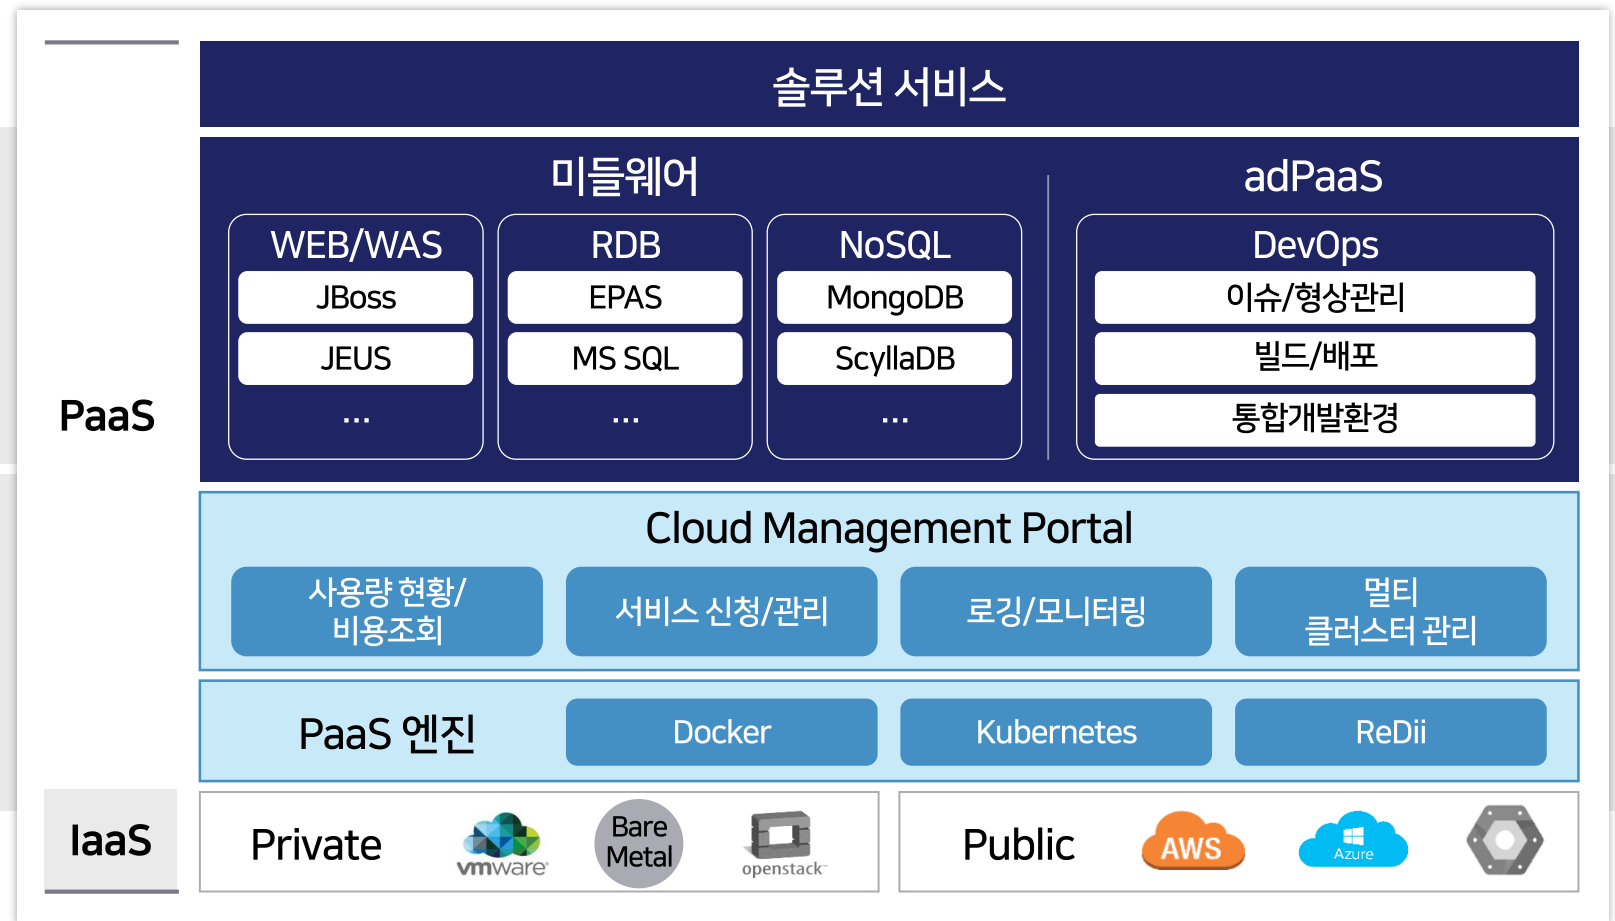 솔루션 서비스
미들웨어
adPaaS
WEB/WAS
JBoss
JEUS
...
RDB
EPAS
MS SQL
...
NoSQL
MongoDB
ScyllaDB
...
DevOps
이슈/형상관리
빌드/배포
통합개발환경
PaaS
Cloud Management Portal
사용량 현황/
비용조회
서비스 신청/관리
로깅/모니터링
멀티
클러스터 관리
PaaS 엔진
Docker
Kubernetes
ReDii
IaaS
Private
vmware®
Bare
Metal
openstack™
Public
AWS
Azure